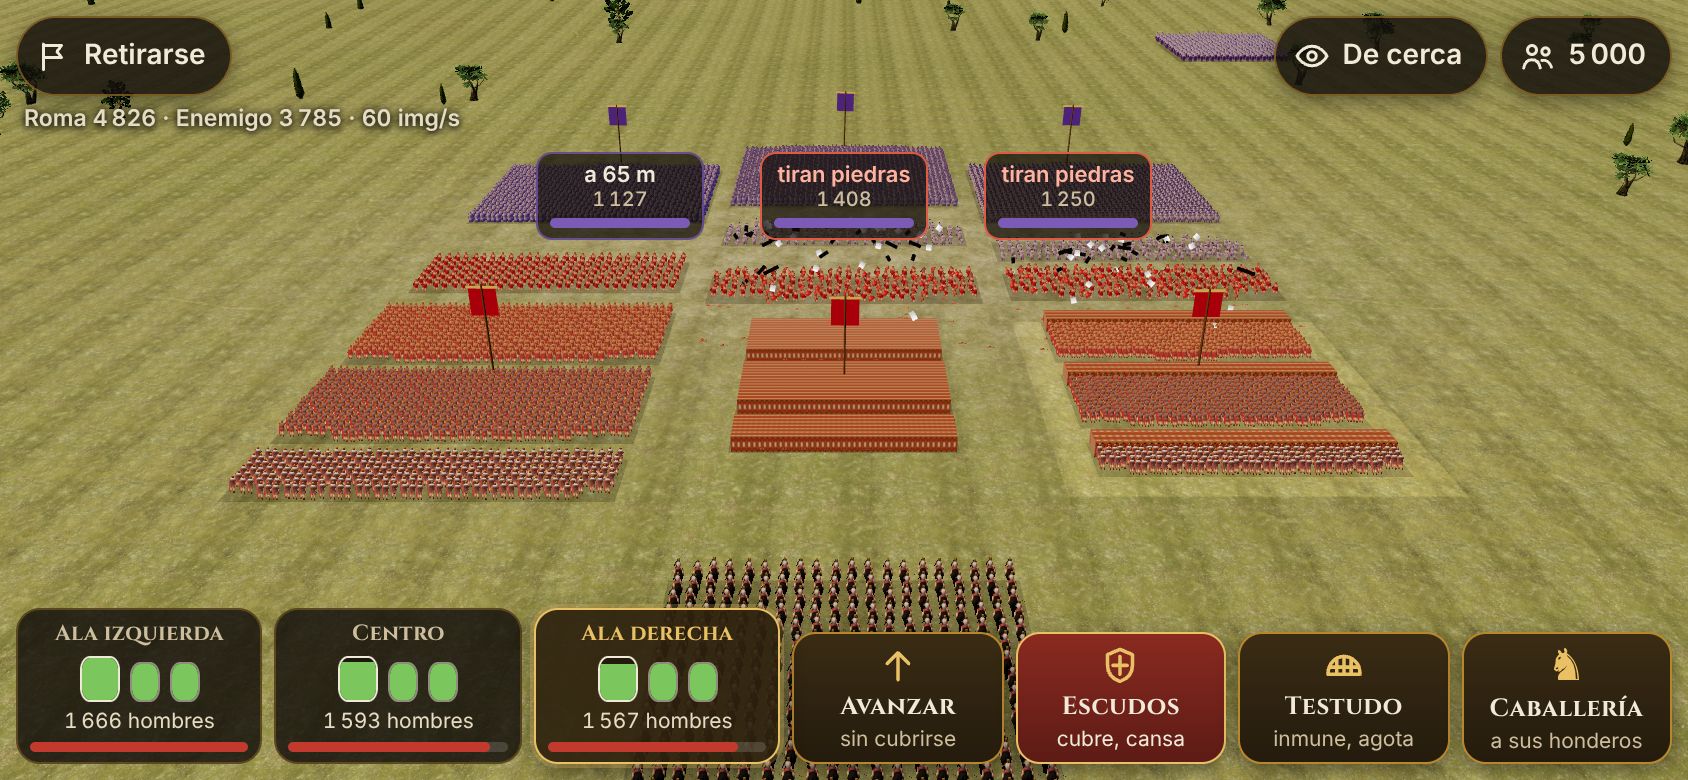 Retirarse
De cerca
5 000
Roma 4 826 · Enemigo 3 785 · 60 img/s
a 65 m
1 127
tiran piedras
1 408
tiran piedras
1 250
ALA IZQUIERDA
1 666 hombres
CENTRO
1 593 hombres
ALA DERECHA
1 567 hombres
AVANZAR
sin cubrirse
ESCUDOS
cubre, cansa
TESTUDO
inmune, agota
CABALLERÍA
a sus honderos